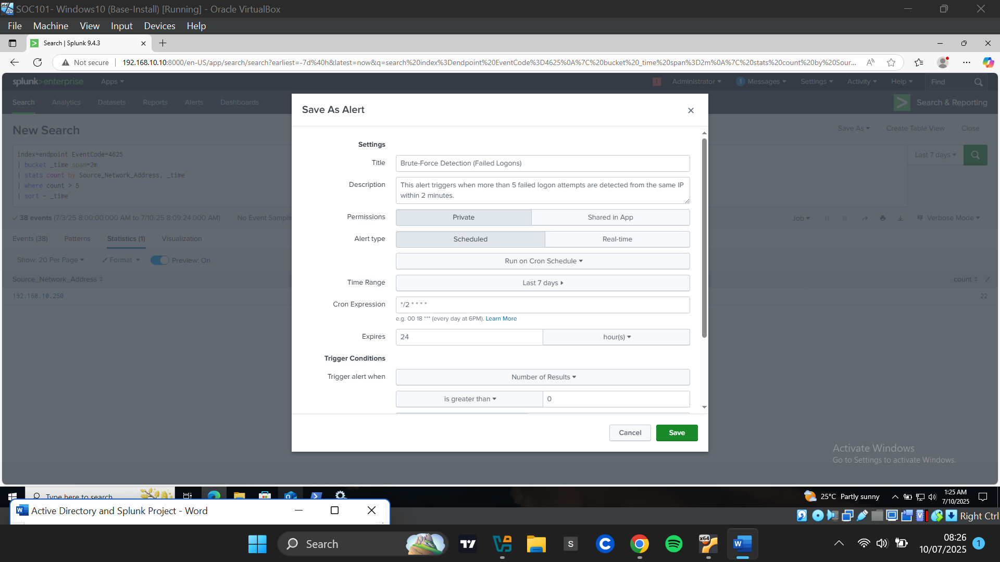 SOC101- Windows10 (Base-Install) [Running] - Oracle VirtualBox
File Machine View Input Devices Help
Search | Splunk 9.4.3
Not secure 192.168.10.10:8000/en-US/app/search/search?earliest=-7d%40h&latest=now&q=search%20index%3Dendpoint%20EventCode%3D4625%0A%7C%20bucket%20_time%20span%3D2m%0A%7C%20stats%20count%20by%20Sour...
splunk>enterprise Apps Administrator 1 Messages Settings Activity Help Find
Search Analytics Datasets Reports Alerts Dashboards Search & Reporting
New Search Save As Create Table View Close
index=endpoint EventCode=4625
| bucket _time span=2m
| stats count by Source_Network_Address, _time
| where count > 5
| sort - _time
Last 7 days
38 events (7/3/25 8:00:00.000 AM to 7/10/25 8:09:24.000 AM) No Event Samplin Job Verbose Mode
Events (38) Patterns Statistics (1) Visualization
Show: 20 Per Page Format Preview: On
Source_Network_Address count
192.168.10.250 22
Save As Alert
Settings
Title Brute-Force Detection (Failed Logons)
Description This alert triggers when more than 5 failed logon attempts are detected from the same IP
within 2 minutes.
Permissions Private Shared in App
Alert type Scheduled Real-time
Run on Cron Schedule
Time Range Last 7 days
Cron Expression */2 * * * *
e.g. 00 18 *** (every day at 6PM). Learn More
Expires 24 hour(s)
Trigger Conditions
Trigger alert when Number of Results
is greater than 0
Cancel Save
Activate Windows
Go to Settings to activate Windows.
Type here to search
25°C Partly sunny 1:25 AM
7/10/2025
Active Directory and Splunk Project - Word
Right Ctrl
Search
08:26
10/07/2025 1